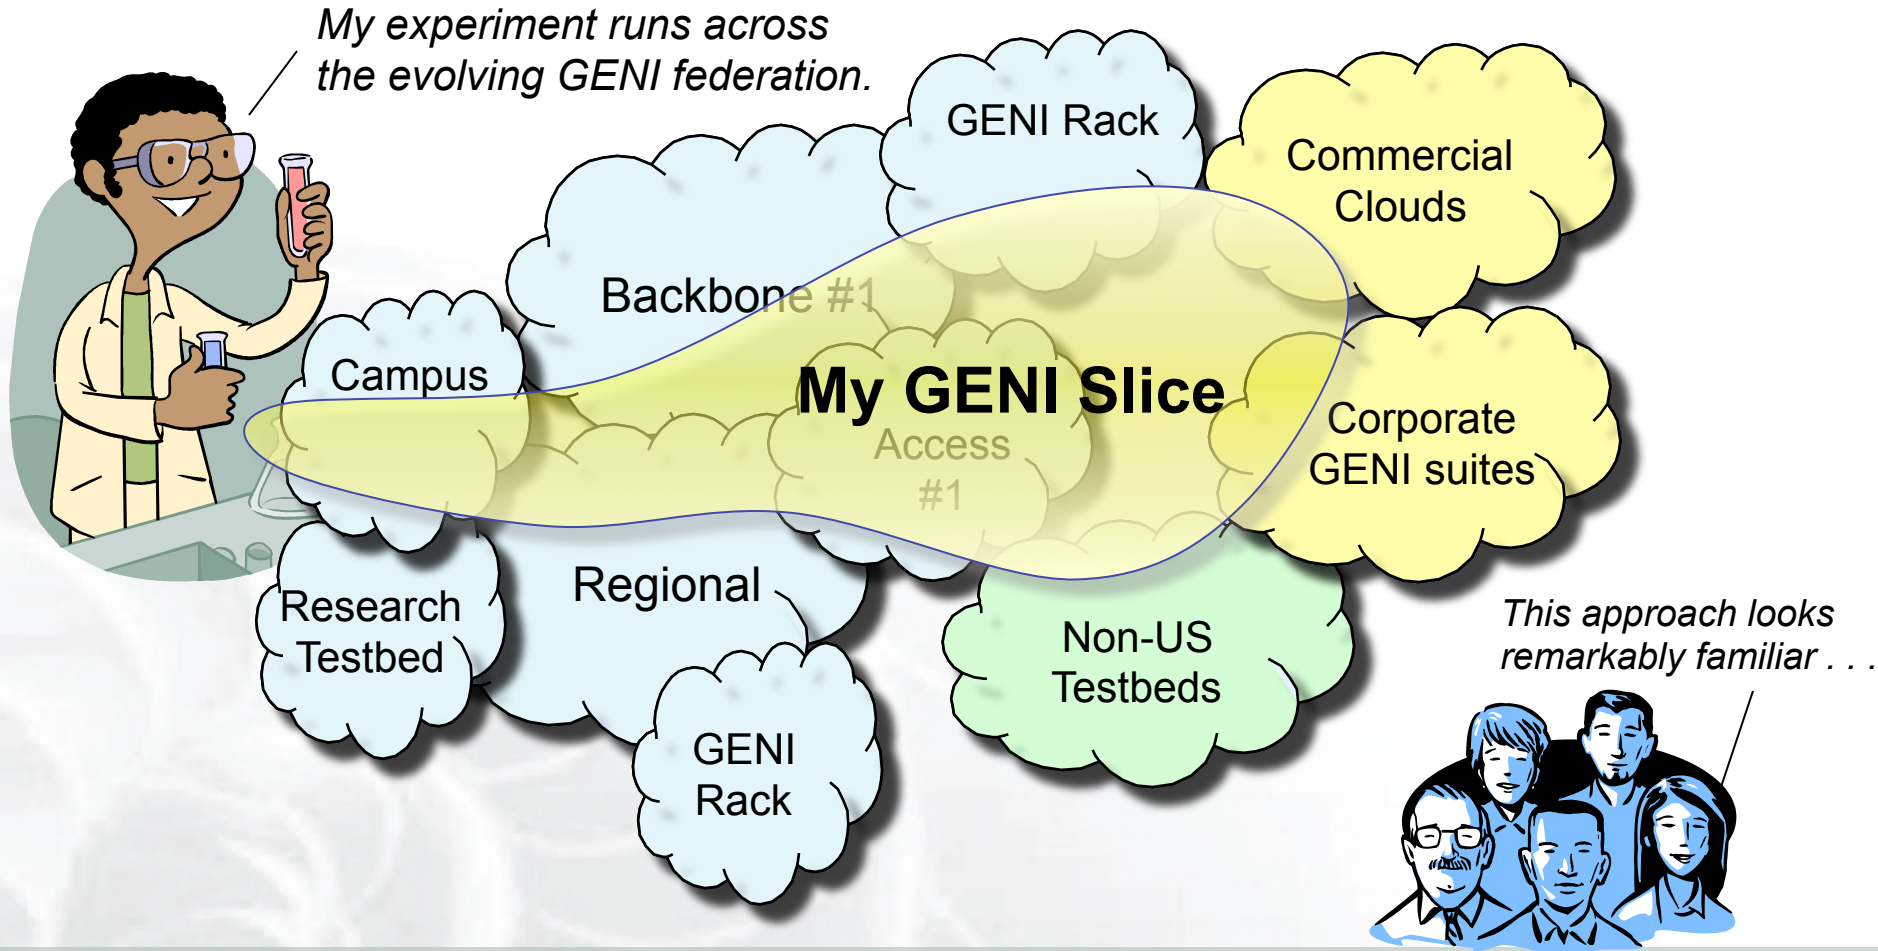 My experiment runs across
the evolving GENI federation.
GENI Rack
Commercial
Clouds
Backbone #1
Campus
My GENI Slice
Access
#1
Corporate
GENI suites
Research
Testbed
Regional
Non-US
Testbeds
GENI
Rack
This approach looks
remarkably familiar . . .